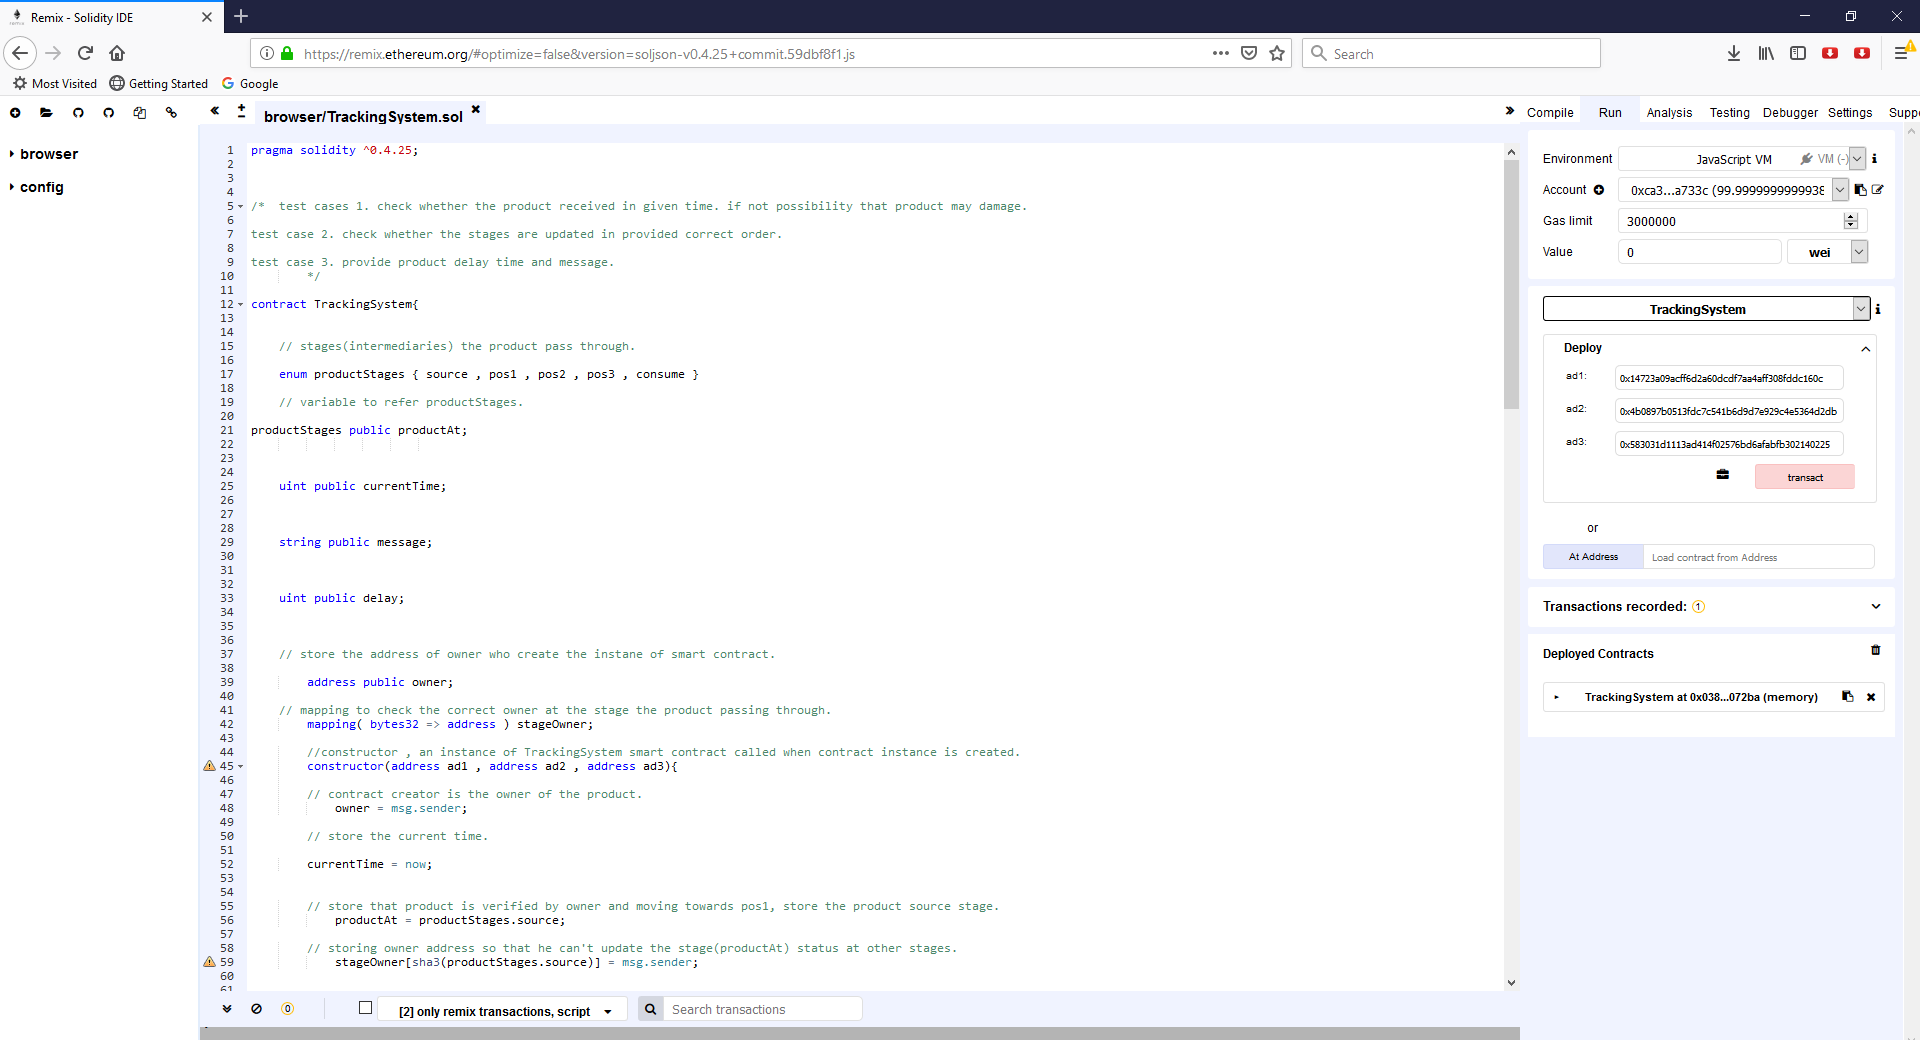 Remix - Solidity IDE
https://remix.ethereum.org/#optimize=false&version=soljson-v0.4.25+commit.59dbf8f1.js
Search
Most Visited
Getting Started
Google
browser/TrackingSystem.sol
Compile
Run
Analysis
Testing
Debugger
Settings
Suppo
browser
config
1 pragma solidity ^0.4.25;
2
3
4
5 /*  test cases 1. check whether the product received in given time. if not possibility that product may damage.
6
7 test case 2. check whether the stages are updated in provided correct order.
8
9 test case 3. provide product delay time and message.
10 */
11
12 contract TrackingSystem{
13
14
15 // stages(intermediaries) the product pass through.
16
17 enum productStages { source , pos1 , pos2 , pos3 , consume }
18
19 // variable to refer productStages.
20
21 productStages public productAt;
22
23
24
25 uint public currentTime;
26
27
28
29 string public message;
30
31
32
33 uint public delay;
34
35
36
37 // store the address of owner who create the instane of smart contract.
38
39 address public owner;
40
41 // mapping to check the correct owner at the stage the product passing through.
42 mapping( bytes32 => address ) stageOwner;
43
44 //constructor , an instance of TrackingSystem smart contract called when contract instance is created.
45 constructor(address ad1 , address ad2 , address ad3){
46
47 // contract creator is the owner of the product.
48 owner = msg.sender;
49
50 // store the current time.
51
52 currentTime = now;
53
54
55 // store that product is verified by owner and moving towards pos1, store the product source stage.
56 productAt = productStages.source;
57
58 // storing owner address so that he can't update the stage(productAt) status at other stages.
59 stageOwner[sha3(productStages.source)] = msg.sender;
60
61
0
[2] only remix transactions, script
Search transactions
Environment
JavaScript VM
VM (-)
Account
0xca3...a733c (99.9999999999938
Gas limit
3000000
Value
0
wei
TrackingSystem
Deploy
ad1:
0x14723a09acff6d2a60dcdf7aa4aff308fddc160c
ad2:
0x4b0897b0513fdc7c541b6d9d7e929c4e5364d2db
ad3:
0x583031d1113ad414f02576bd6afabfb302140225
transact
or
At Address
Load contract from Address
Transactions recorded: 1
Deployed Contracts
TrackingSystem at 0x038...072ba (memory)